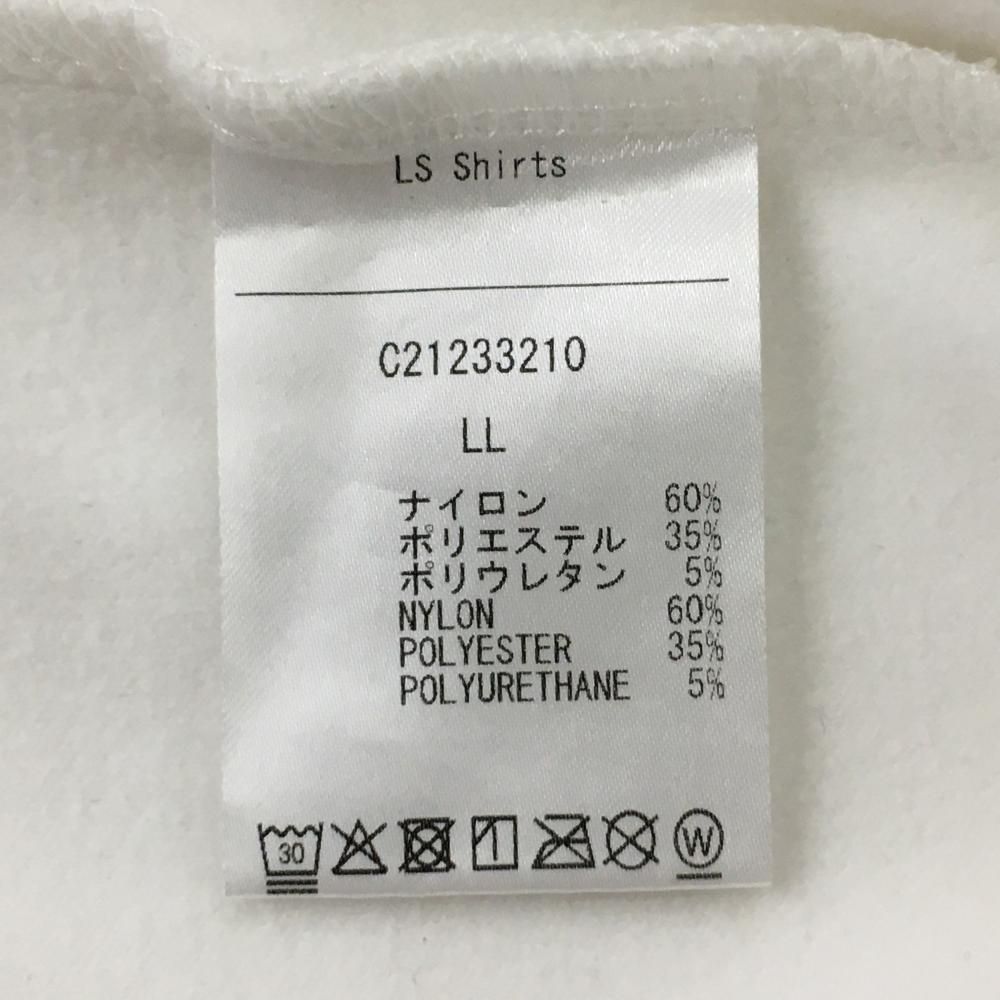 LS Shirts
C21233210
LL
ナイロン 60%
ポリエステル 35%
ポリウレタン 5%
NYLON 60%
POLYESTER 35%
POLYURETHANE 5%
30
W